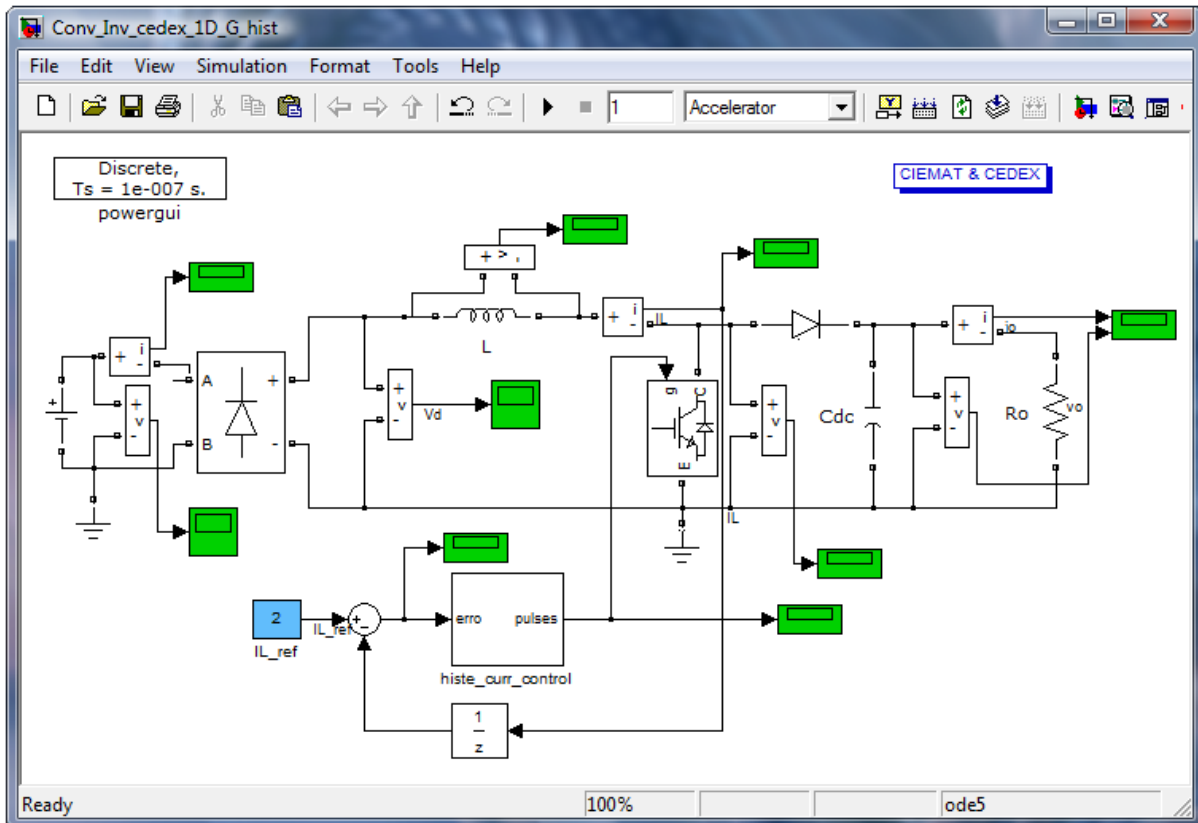 Conv_Inv_cedex_1D_G_hist
File Edit View Simulation Format Tools Help
1 Accelerator
Discrete,
Ts = 1e-007 s.
powergui
CIEMAT & CEDEX
+ v -
+ i -
IL
L
+ i -
io
+ i -
A +
B -
+ v -
+ v -
Vd
g C
E
+ v -
Cdc
+ v -
Ro
vo
IL
2
IL_ref
IL_ref
+ -
erro pulses
histe_curr_control
1
z
Ready 100% ode5